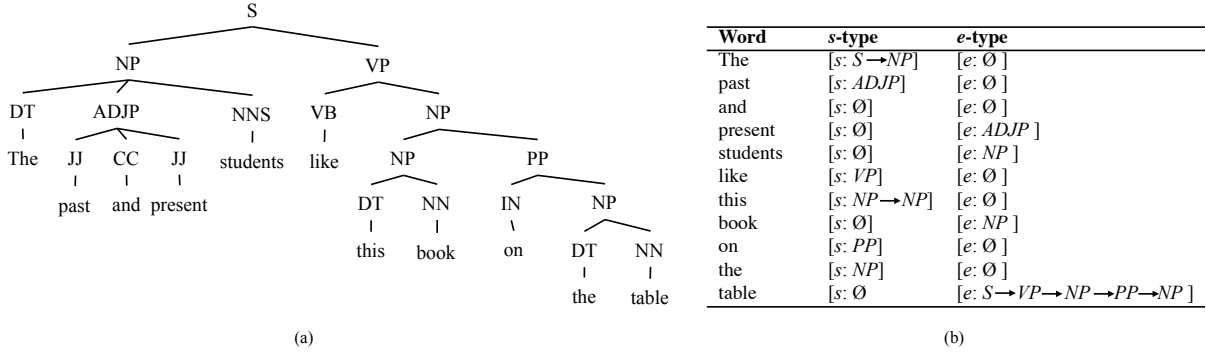 S
NP VP
DT ADJP NNS VB NP
The JJ CC JJ students like NP PP
past and present DT NN IN NP
this book on DT NN
the table
(a)
Word s-type e-type
The [s: S→NP] [e: Ø ]
past [s: ADJP] [e: Ø ]
and [s: Ø] [e: Ø ]
present [s: Ø] [e: ADJP ]
students [s: Ø] [e: NP ]
like [s: VP] [e: Ø ]
this [s: NP→NP] [e: Ø ]
book [s: Ø] [e: NP ]
on [s: PP] [e: Ø ]
the [s: NP] [e: Ø ]
table [s: Ø [e: S→VP→NP→PP→NP ]
(b)